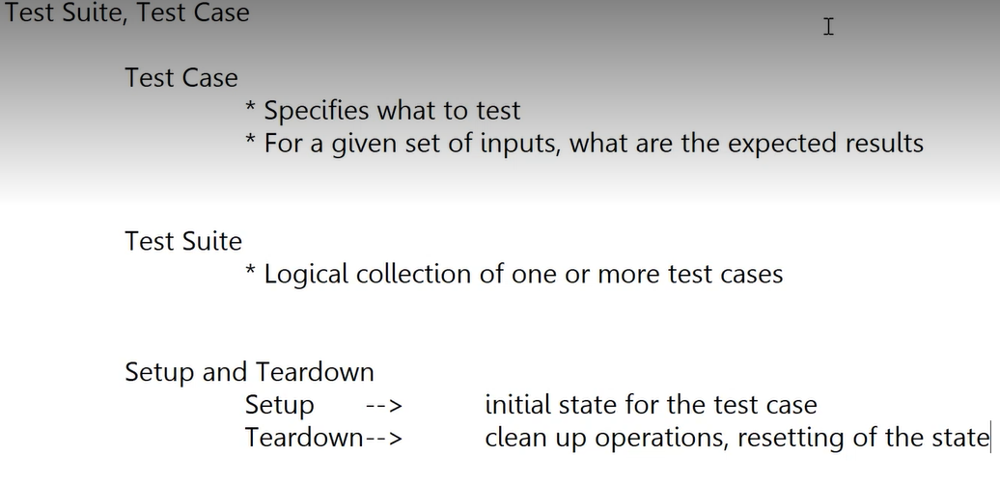 Test Suite, Test Case
Test Case
* Specifies what to test
* For a given set of inputs, what are the expected results
Test Suite
* Logical collection of one or more test cases
Setup and Teardown
Setup --> initial state for the test case
Teardown--> clean up operations, resetting of the state